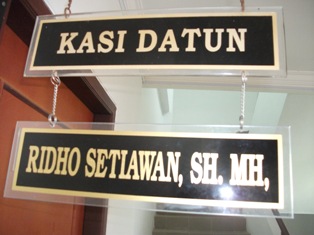 KASI DATUN
RIDHO SETIAWAN, SH. MH,